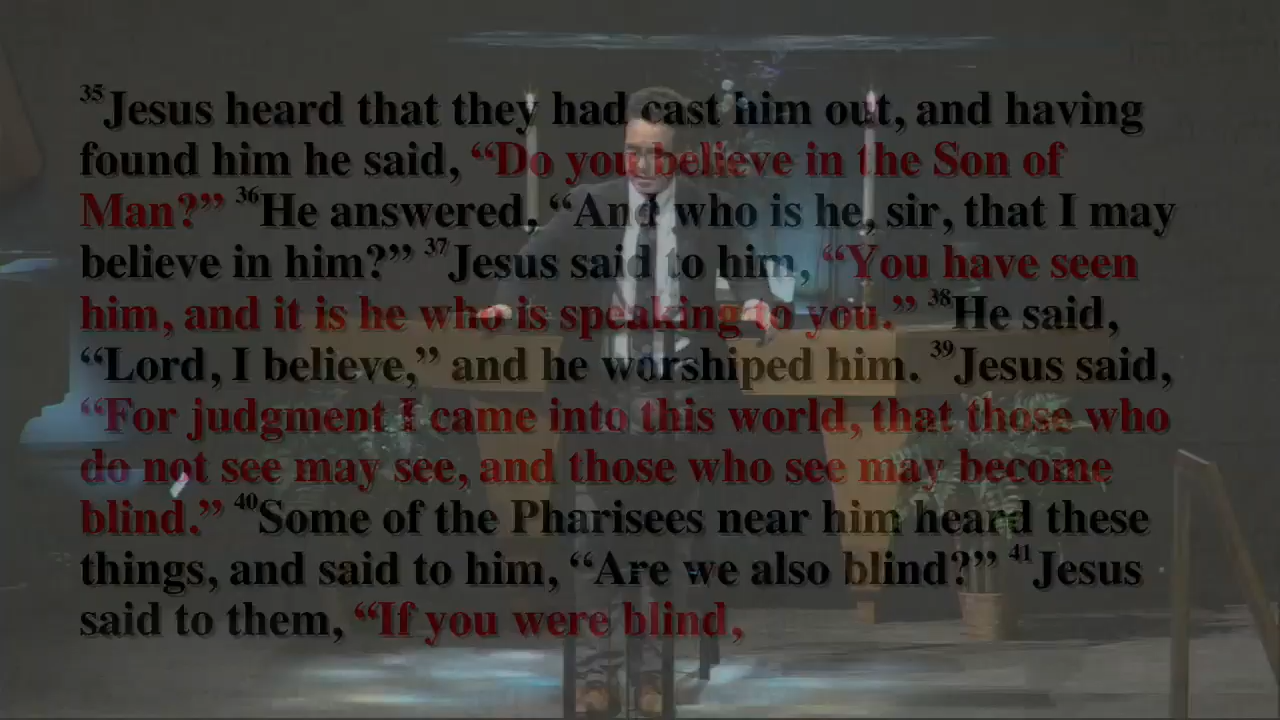 35Jesus heard that they had cast him out, and having
found him he said, “Do you believe in the Son of
Man?” 36He answered, “And who is he, sir, that I may
believe in him?” 37Jesus said to him, “You have seen
him, and it is he who is speaking to you.” 38He said,
“Lord, I believe,” and he worshiped him. 39Jesus said,
“For judgment I came into this world, that those who
do not see may see, and those who see may become
blind.” 40Some of the Pharisees near him heard these
things, and said to him, “Are we also blind?” 41Jesus
said to them, “If you were blind,